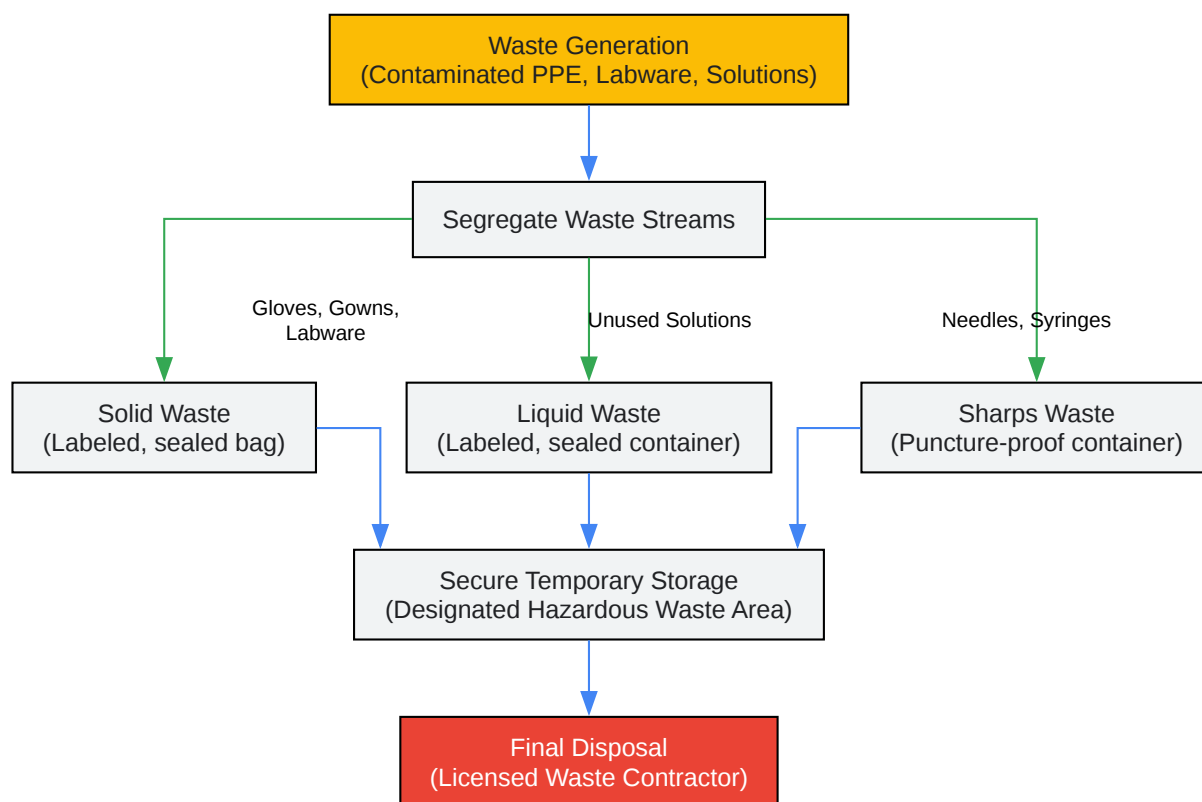 Waste Generation
(Contaminated PPE, Labware, Solutions)
Segregate Waste Streams
Gloves, Gowns,
Labware
Unused Solutions
Needles, Syringes
Solid Waste
(Labeled, sealed bag)
Liquid Waste
(Labeled, sealed container)
Sharps Waste
(Puncture-proof container)
Secure Temporary Storage
(Designated Hazardous Waste Area)
Final Disposal
(Licensed Waste Contractor)